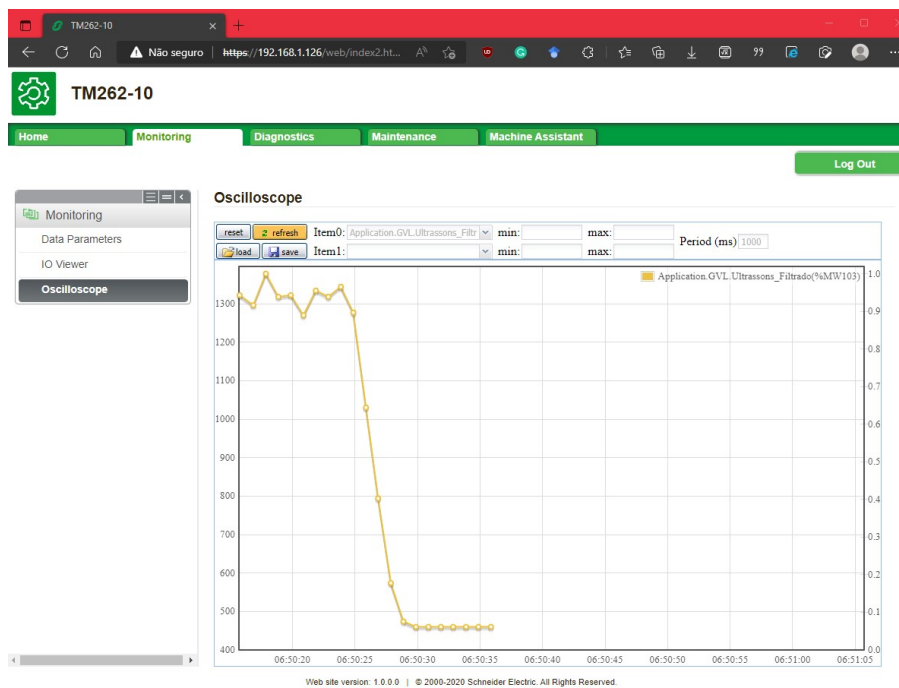 TM262-10
Não seguro | https://192.168.1.126/web/index2.ht...
TM262-10
Home Monitoring Diagnostics Maintenance Machine Assistant
Log Out
Monitoring
Data Parameters
IO Viewer
Oscilloscope
Oscilloscope
reset refresh Item0: Application.GVL.Ultrassons_Filtr min: max: Period (ms) 1000
load save Item1: min: max:
Application.GVL.Ultrassons_Filtrado(%MW103)
1300
1200
1100
1000
900
800
700
600
500
400
1.0
0.9
0.8
0.7
0.6
0.5
0.4
0.3
0.2
0.1
0.0
06:50:20 06:50:25 06:50:30 06:50:35 06:50:40 06:50:45 06:50:50 06:50:55 06:51:00 06:51:05
Web site version: 1.0.0.0 | © 2000-2020 Schneider Electric. All Rights Reserved.